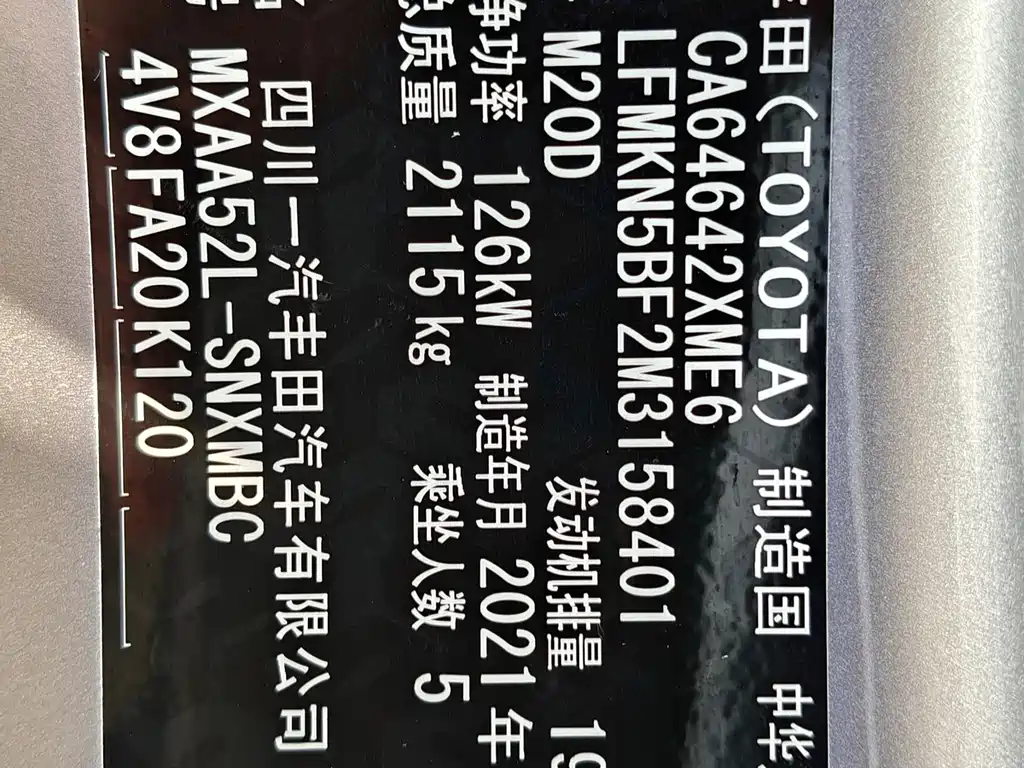 丰田(TOYOTA) 制造国 中华
CA64642XME6
LFMKN5BF2M3158401
M20D 发动机排量 19
净功率 126kW 制造年月 2021年
总质量 2115kg 乘坐人数 5
四川一汽丰田汽车有限公司
MXAA52L-SNXMBC
4V8FA20K120